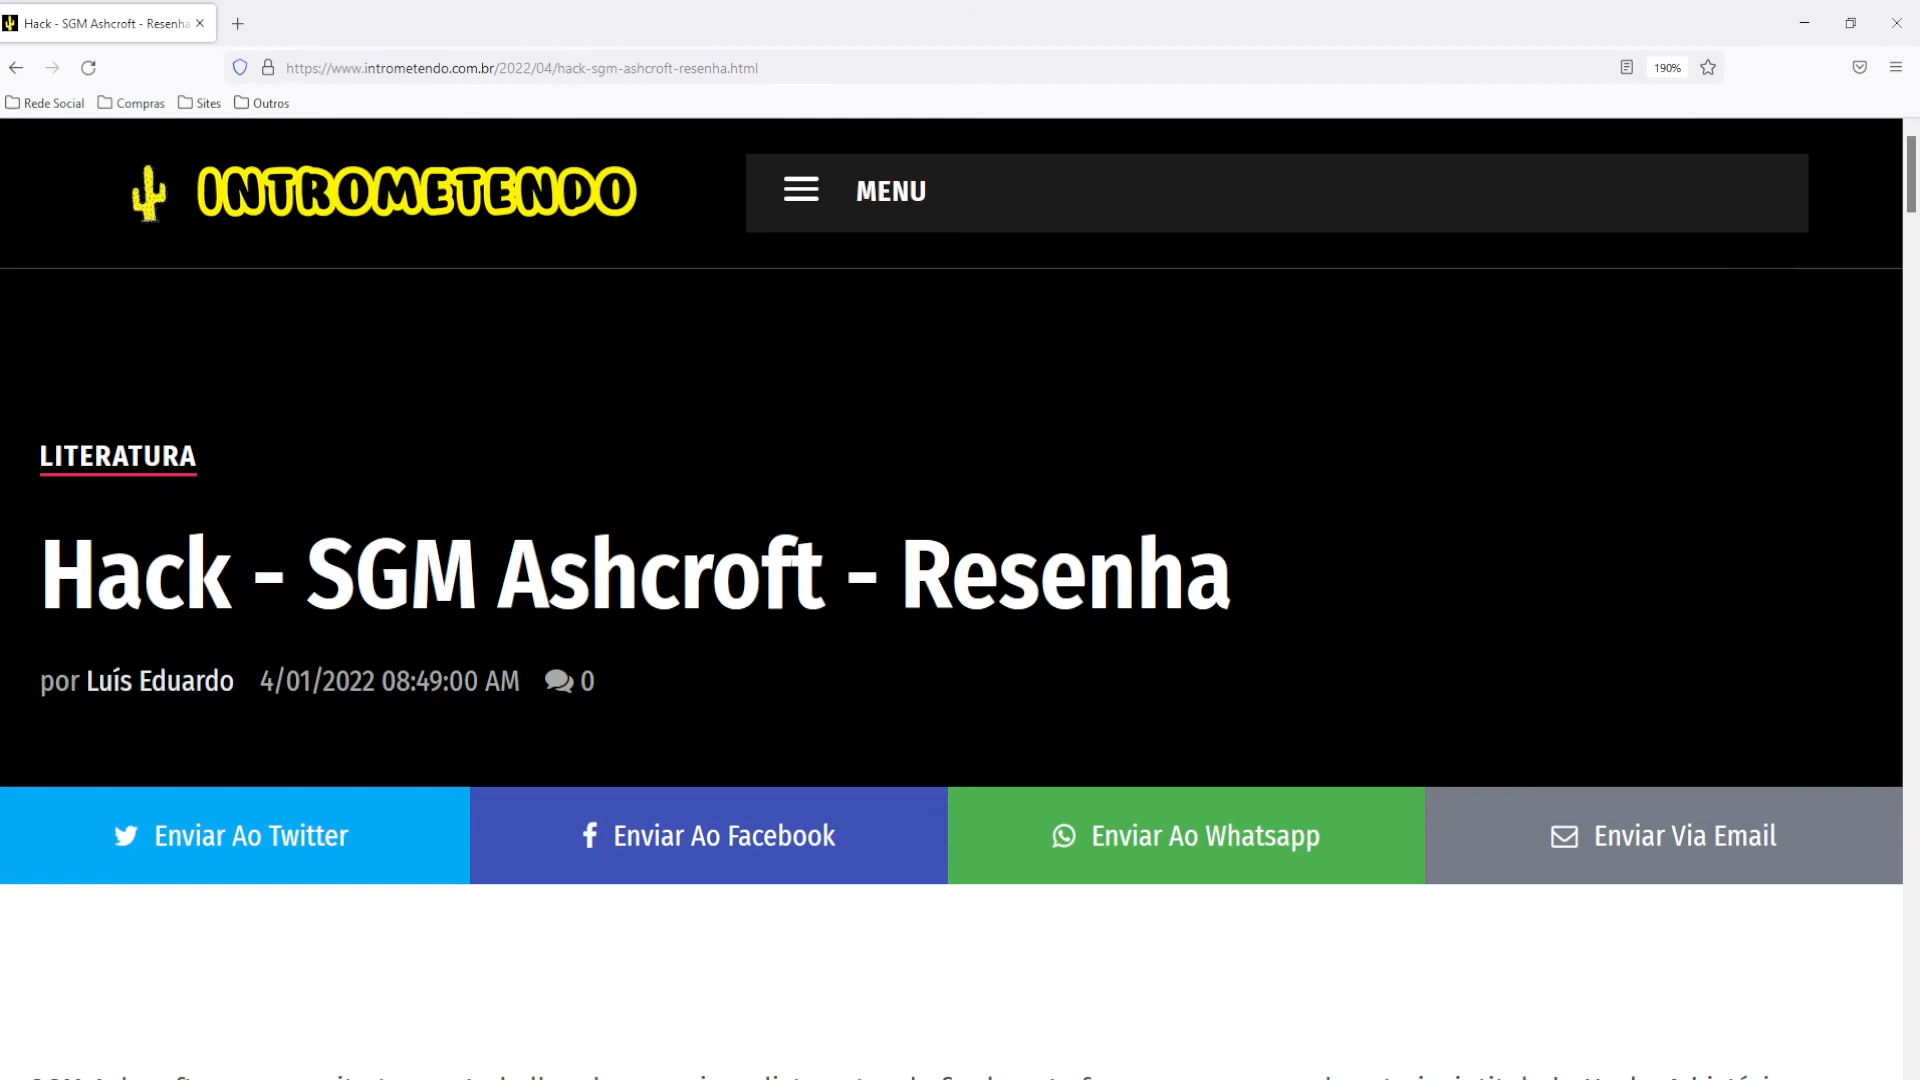 Hack - SGM Ashcroft - Resenha
https://www.intrometendo.com.br/2022/04/hack-sgm-ashcroft-resenha.html
190%
Rede Social
Compras
Sites
Outros
INTROMETENDO
MENU
LITERATURA
Hack - SGM Ashcroft - Resenha
por Luís Eduardo 4/01/2022 08:49:00 AM 0
Enviar Ao Twitter
Enviar Ao Facebook
Enviar Ao Whatsapp
Enviar Via Email